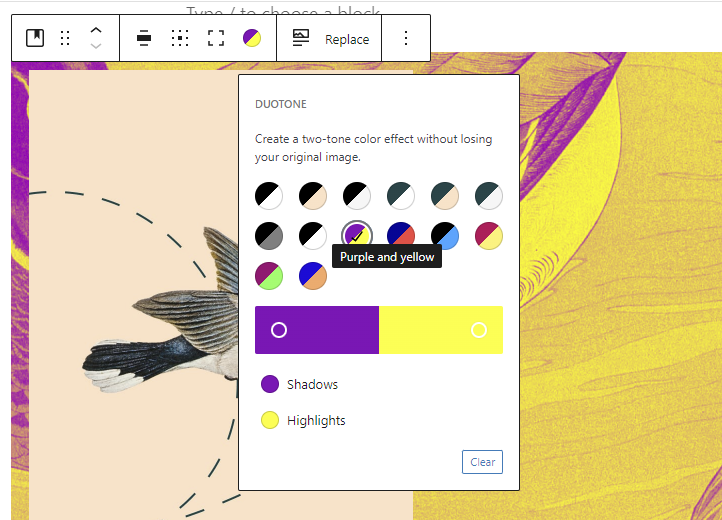 Type / to choose a block
Replace
DUOTONE
Create a two-tone color effect without losing
your original image.
Purple and yellow
Shadows
Highlights
Clear